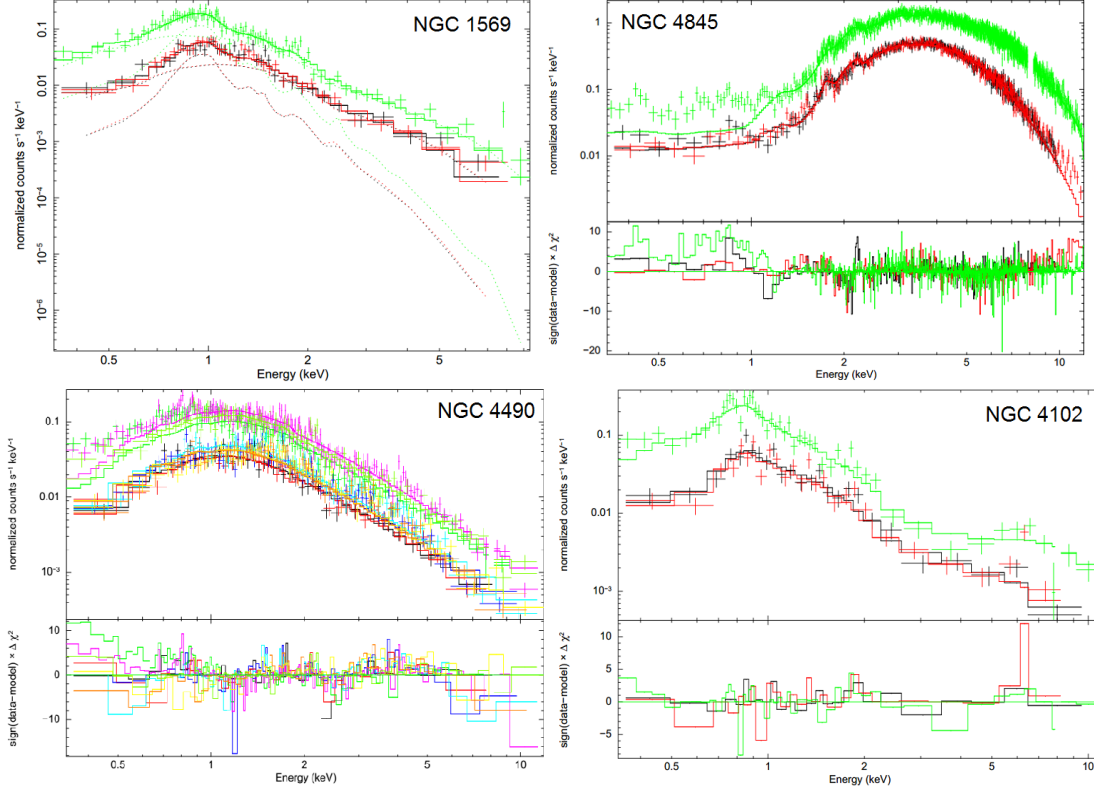 NGC 1569
normalized counts s⁻¹ keV⁻¹
0.1
0.01
10⁻³
10⁻⁴
10⁻⁵
10⁻⁶
0.5 1 2 5
Energy (keV)
NGC 4845
normalized counts s⁻¹ keV⁻¹
1
0.1
0.01
sign(data−model) × Δ χ²
10
0
−10
−20
0.5 1 2 5 10
Energy (keV)
NGC 4490
normalized counts s⁻¹ keV⁻¹
0.1
0.01
10⁻³
sign(data−model) × Δ χ²
10
0
−10
0.5 1 2 5 10
Energy (keV)
NGC 4102
normalized counts s⁻¹ keV⁻¹
0.1
0.01
10⁻³
sign(data−model) × Δ χ²
10
5
0
−5
0.5 1 2 5 10
Energy (keV)